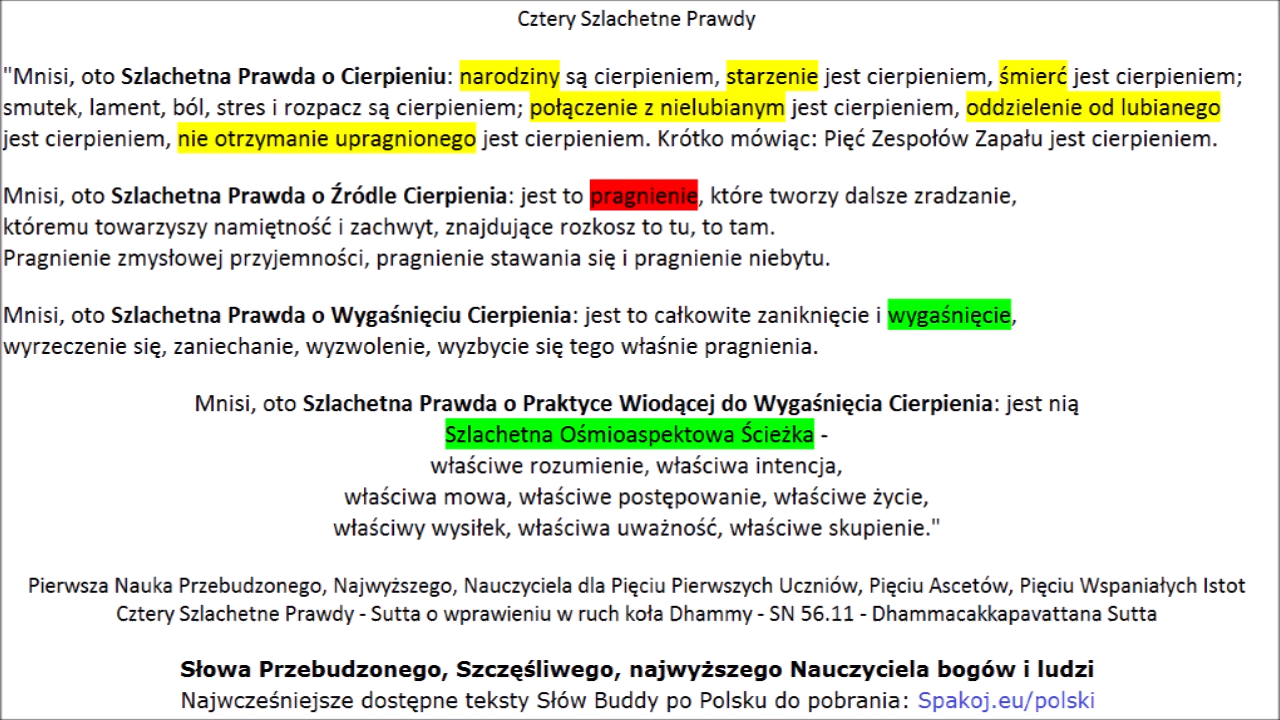 Cztery Szlachetne Prawdy
"Mnisi, oto Szlachetna Prawda o Cierpieniu: narodziny są cierpieniem, starzenie jest cierpieniem, śmierć jest cierpieniem;
smutek, lament, ból, stres i rozpacz są cierpieniem; połączenie z nielubianym jest cierpieniem, oddzielenie od lubianego
jest cierpieniem, nie otrzymanie upragnionego jest cierpieniem. Krótko mówiąc: Pięć Zespołów Zapału jest cierpieniem.
Mnisi, oto Szlachetna Prawda o Źródle Cierpienia: jest to pragnienie, które tworzy dalsze zradzanie,
któremu towarzyszy namiętność i zachwyt, znajdujące rozkosz to tu, to tam.
Pragnienie zmysłowej przyjemności, pragnienie stawania się i pragnienie niebytu.
Mnisi, oto Szlachetna Prawda o Wygaśnięciu Cierpienia: jest to całkowite zaniknięcie i wygaśnięcie,
wyrzeczenie się, zaniechanie, wyzwolenie, wyzbycie się tego właśnie pragnienia.
Mnisi, oto Szlachetna Prawda o Praktyce Wiodącej do Wygaśnięcia Cierpienia: jest nią
Szlachetna Ośmioaspektowa Ścieżka -
właściwe rozumienie, właściwa intencja,
właściwa mowa, właściwe postępowanie, właściwe życie,
właściwy wysiłek, właściwa uważność, właściwe skupienie."
Pierwsza Nauka Przebudzonego, Najwyższego, Nauczyciela dla Pięciu Pierwszych Uczniów, Pięciu Ascetów, Pięciu Wspaniałych Istot
Cztery Szlachetne Prawdy - Sutta o wprawieniu w ruch koła Dhammy - SN 56.11 - Dhammacakkapavattana Sutta
Słowa Przebudzonego, Szczęśliwego, najwyższego Nauczyciela bogów i ludzi
Najwcześniejsze dostępne teksty Słów Buddy po Polsku do pobrania: Spakoj.eu/polski